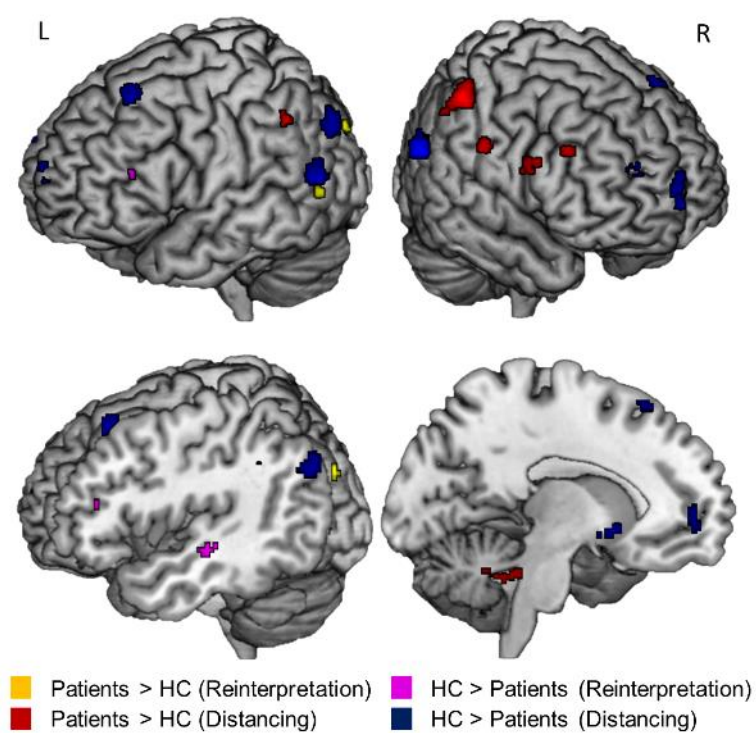 L
R
Patients > HC (Reinterpretation)
HC > Patients (Reinterpretation)
Patients > HC (Distancing)
HC > Patients (Distancing)